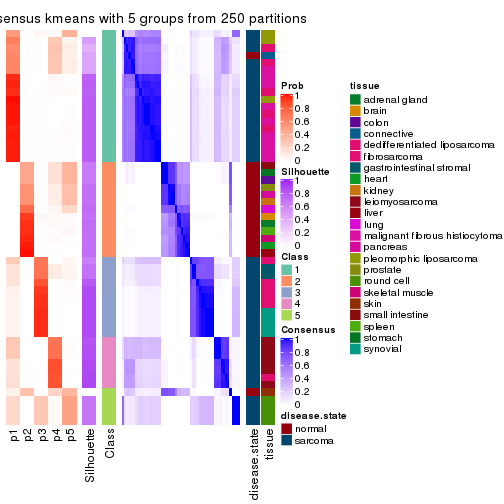 sensus kmeans with 5 groups from 250 partitions
Prob
1
0.8
0.6
0.4
0.2
0
Silhouette
1
0.8
0.6
0.4
0.2
0
Class
1
2
3
4
5
Consensus
1
0.8
0.6
0.4
0.2
0
disease.state
normal
sarcoma
tissue
adrenal gland
brain
colon
connective
dedifferentiated liposarcoma
fibrosarcoma
gastrointestinal stromal
heart
kidney
leiomyosarcoma
liver
lung
malignant fibrous histiocytoma
pancreas
pleomorphic liposarcoma
prostate
round cell
skeletal muscle
skin
small intestine
spleen
stomach
synovial
p1
p2
p3
p4
p5
Silhouette
Class
disease.state
tissue